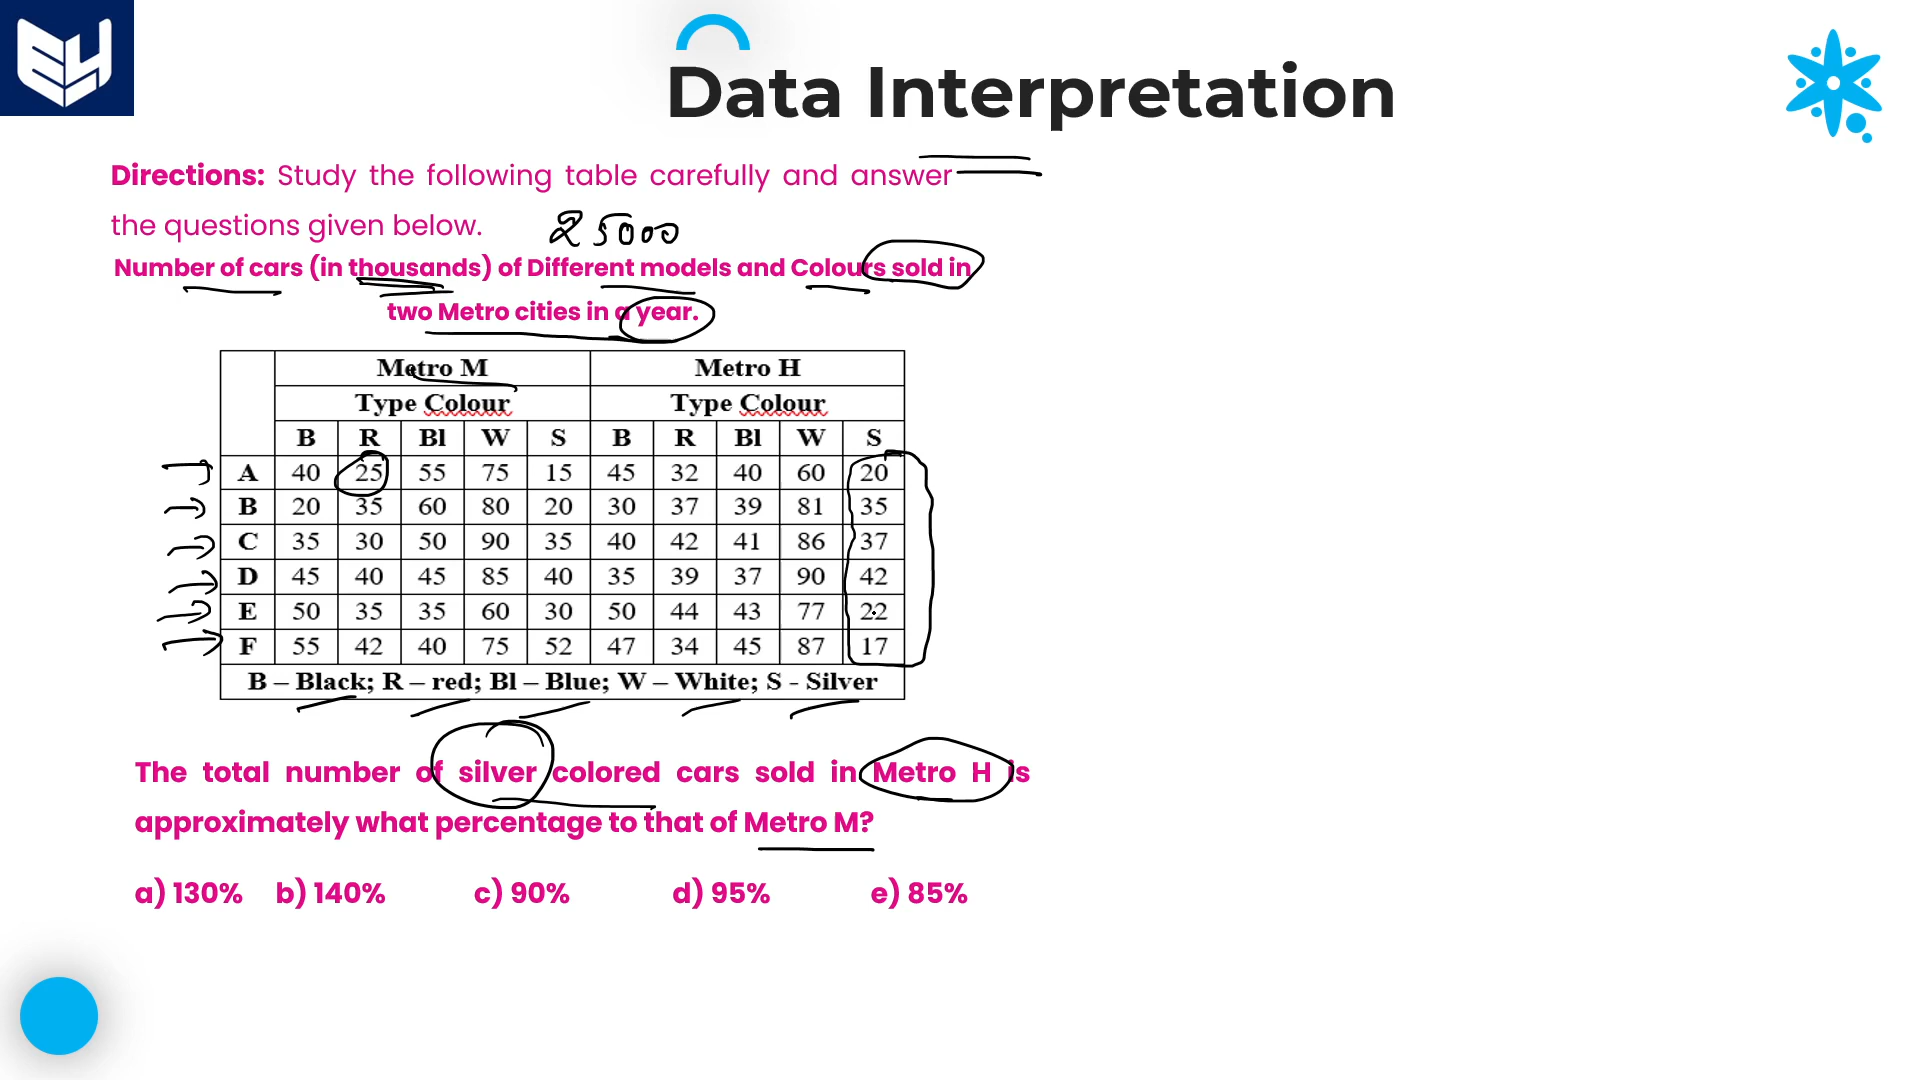 EY
Data Interpretation
Directions: Study the following table carefully and answer
the questions given below.
25000
Number of cars (in thousands) of Different models and Colours sold in
two Metro cities in a year.
Metro M Metro H
Type Colour Type Colour
B R Bl W S B R Bl W S
A 40 25 55 75 15 45 32 40 60 20
B 20 35 60 80 20 30 37 39 81 35
C 35 30 50 90 35 40 42 41 86 37
D 45 40 45 85 40 35 39 37 90 42
E 50 35 35 60 30 50 44 43 77 22
F 55 42 40 75 52 47 34 45 87 17
B – Black; R – red; Bl – Blue; W – White; S - Silver
The total number of silver colored cars sold in Metro H is
approximately what percentage to that of Metro M?
a) 130% b) 140% c) 90% d) 95% e) 85%